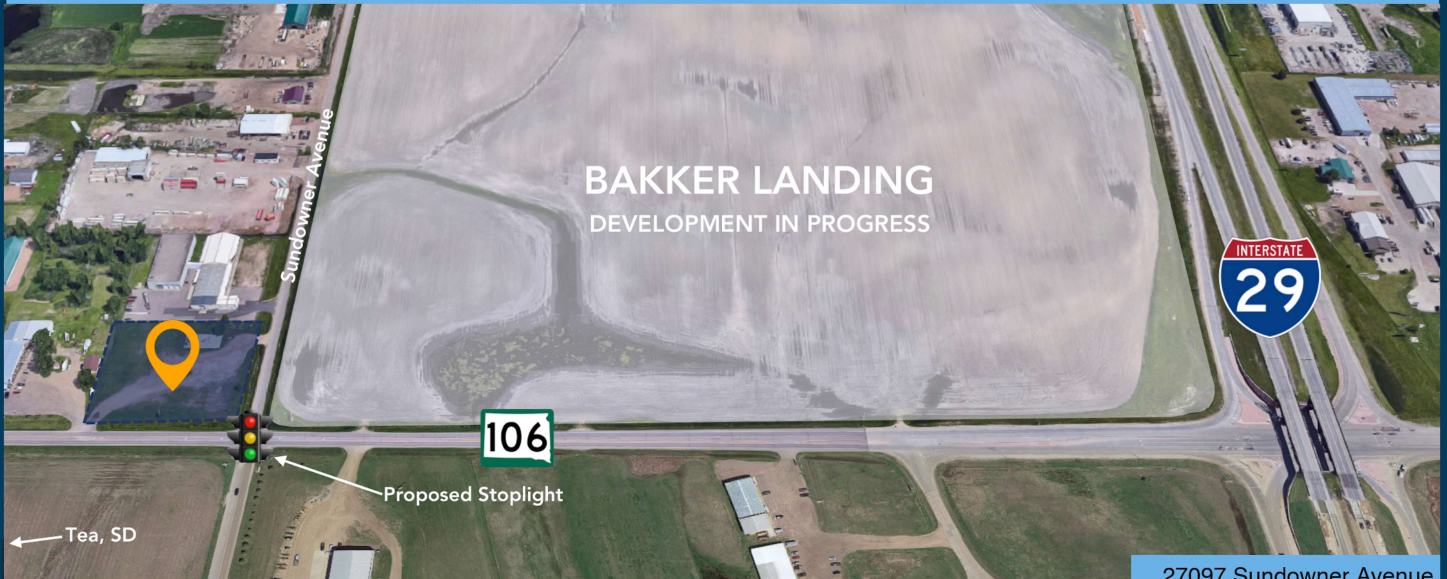 Sundowner Avenue
BAKKER LANDING
DEVELOPMENT IN PROGRESS
INTERSTATE
29
106
Proposed Stoplight
Tea, SD
27097 Sundowner Avenue